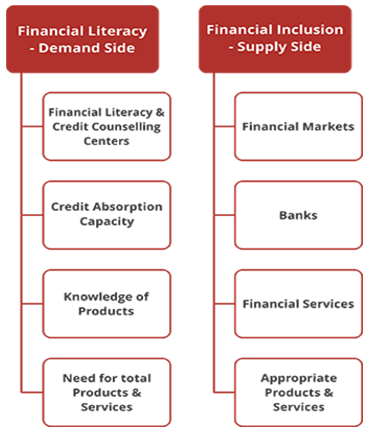 Financial Literacy
- Demand Side
Financial Literacy &
Credit Counselling
Centers
Credit Absorption
Capacity
Knowledge of
Products
Need for total
Products &
Services
Financial Inclusion
- Supply Side
Financial Markets
Banks
Financial Services
Appropriate
Products &
Services